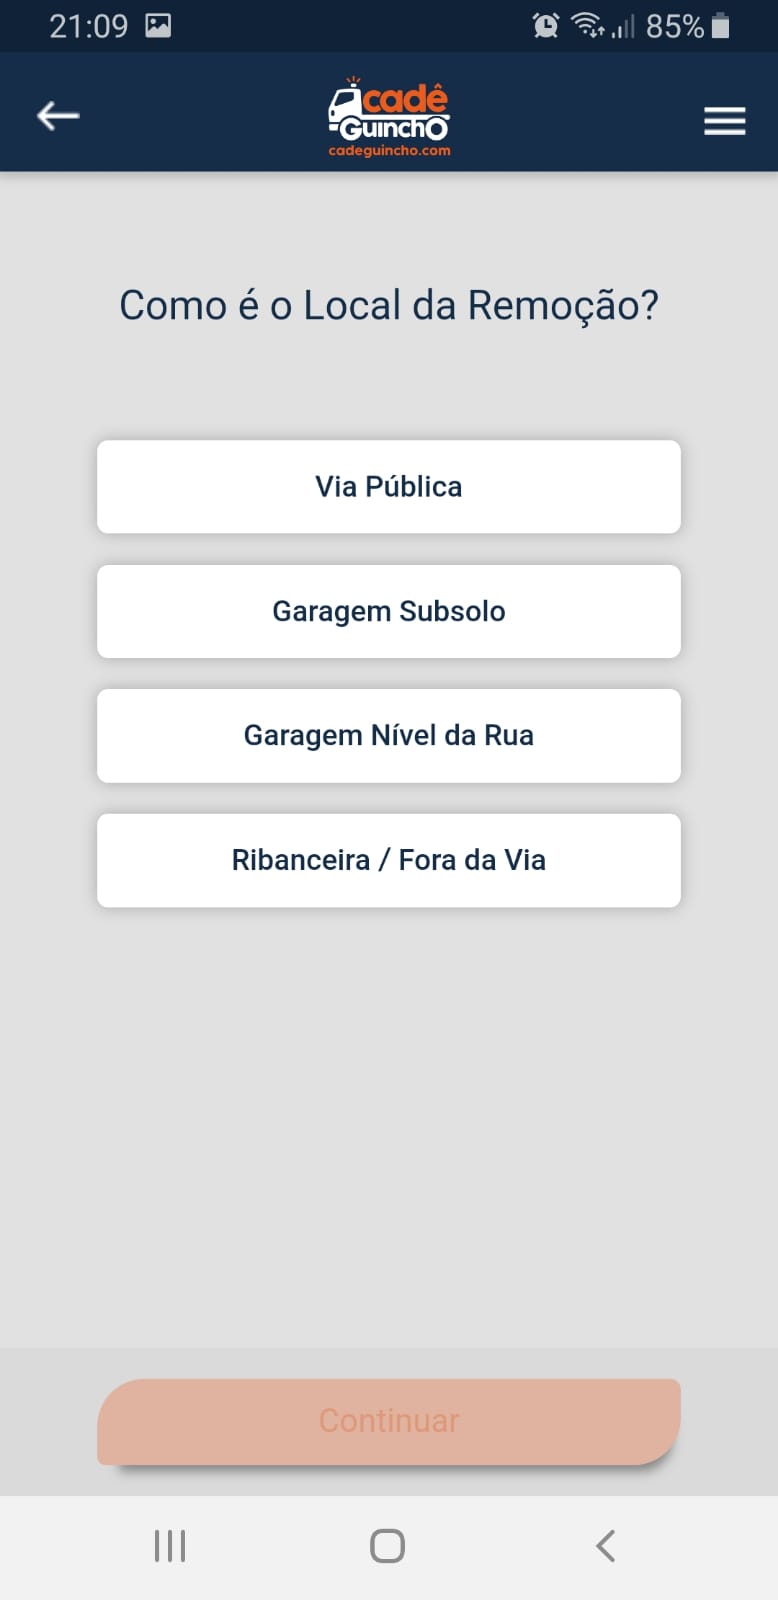 21:09
85%
cadê
Guincho
cadeguincho.com
Como é o Local da Remoção?
Via Pública
Garagem Subsolo
Garagem Nível da Rua
Ribanceira / Fora da Via
Continuar